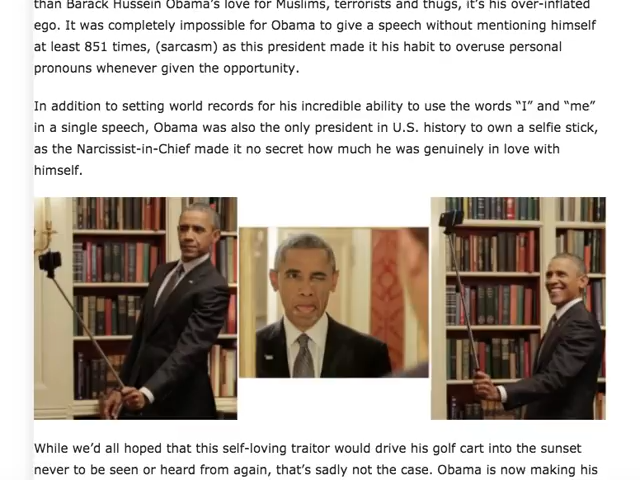 than Barack Hussein Obama's love for Muslims, terrorists and thugs, it's his over-inflated
ego. It was completely impossible for Obama to give a speech without mentioning himself
at least 851 times, (sarcasm) as this president made it his habit to overuse personal
pronouns whenever given the opportunity.
In addition to setting world records for his incredible ability to use the words “I” and “me”
in a single speech, Obama was also the only president in U.S. history to own a selfie stick,
as the Narcissist-in-Chief made it no secret how much he was genuinely in love with
himself.
While we’d all hoped that this self-loving traitor would drive his golf cart into the sunset
never to be seen or heard from again, that’s sadly not the case. Obama is now making his